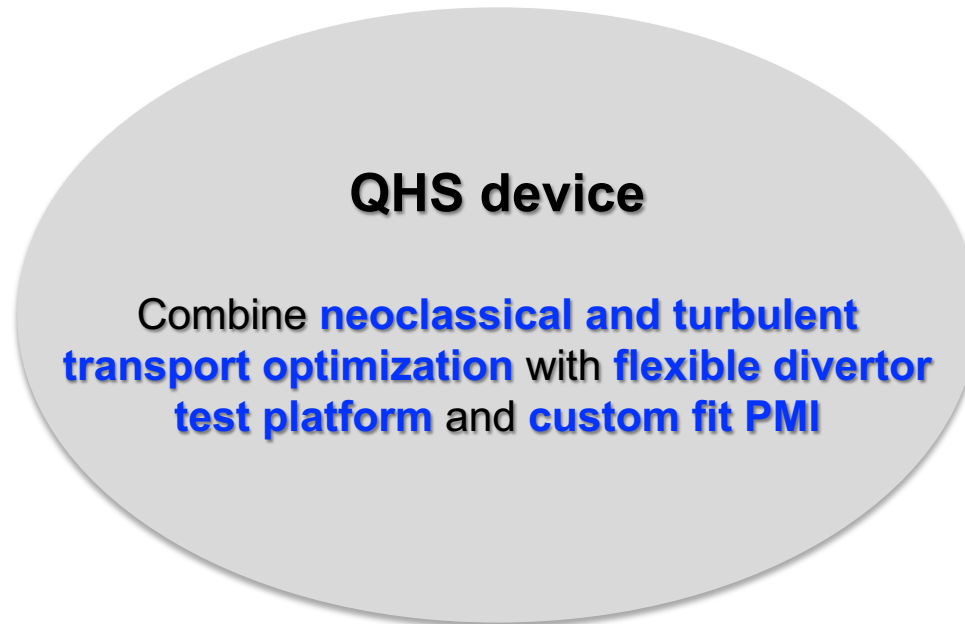 QHS device
Combine neoclassical and turbulent
transport optimization with flexible divertor
test platform and custom fit PMI